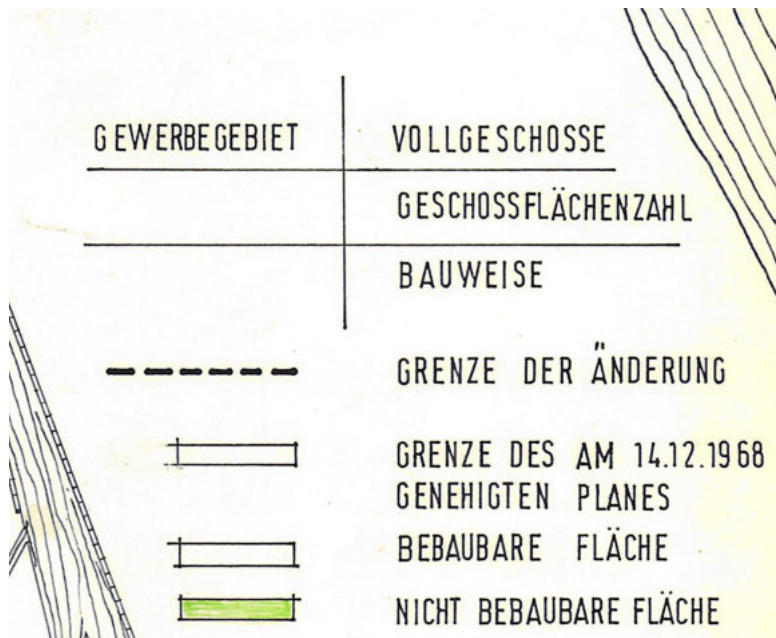 GEWERBEGEBIET VOLLGESCHOSSE
GESCHOSSFLÄCHENZAHL
BAUWEISE
GRENZE DER ÄNDERUNG
GRENZE DES AM 14.12.1968
GENEHIGTEN PLANES
BEBAUBARE FLÄCHE
NICHT BEBAUBARE FLÄCHE